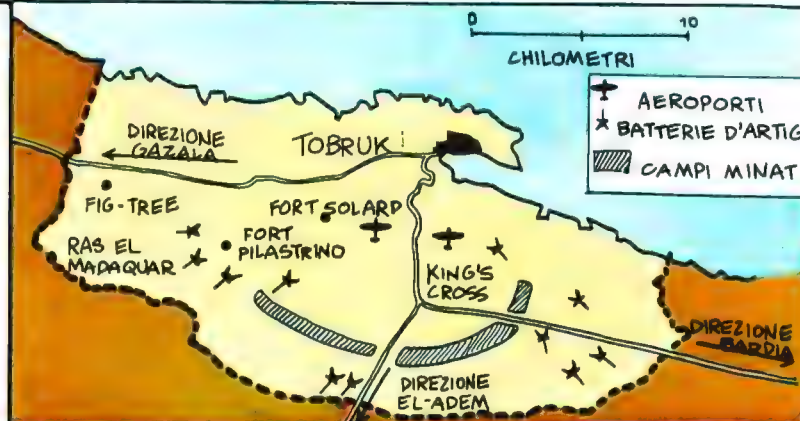 0 10
CHILOMETRI
AEROPORTI
BATTERIE D'ARTIG
CAMPI MINAT
DIREZIONE
GAZALA
TOBRUK
FIG-TREE
FORT SOLARD
FORT
PILASTRINO
RAS EL
MADAQUAR
KING'S
CROSS
DIREZIONE
BARDIA
DIREZIONE
EL-ADEM